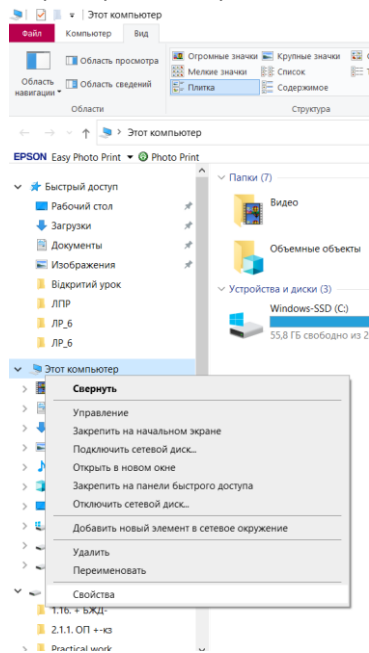 Этот компьютер
Файл Компьютер Вид
Область навигации
Область просмотра
Область сведений
Области
Огромные значки Крупные значки
Мелкие значки Список
Плитка Содержимое
Структура
Этот компьютер
EPSON Easy Photo Print Photo Print
Быстрый доступ
Рабочий стол
Загрузки
Документы
Изображения
Відкритий урок
ЛПР
ЛР_6
ЛР_6
Этот компьютер
Папки (7)
Видео
Объемные объекты
Устройства и диски (3)
Windows-SSD (C:)
55,8 ГБ свободно из 2
Свернуть
Управление
Закрепить на начальном экране
Подключить сетевой диск...
Открыть в новом окне
Закрепить на панели быстрого доступа
Отключить сетевой диск...
Добавить новый элемент в сетевое окружение
Удалить
Переименовать
Свойства
1.16. + БЖД-
2.1.1. ОП +-кз
Practical work